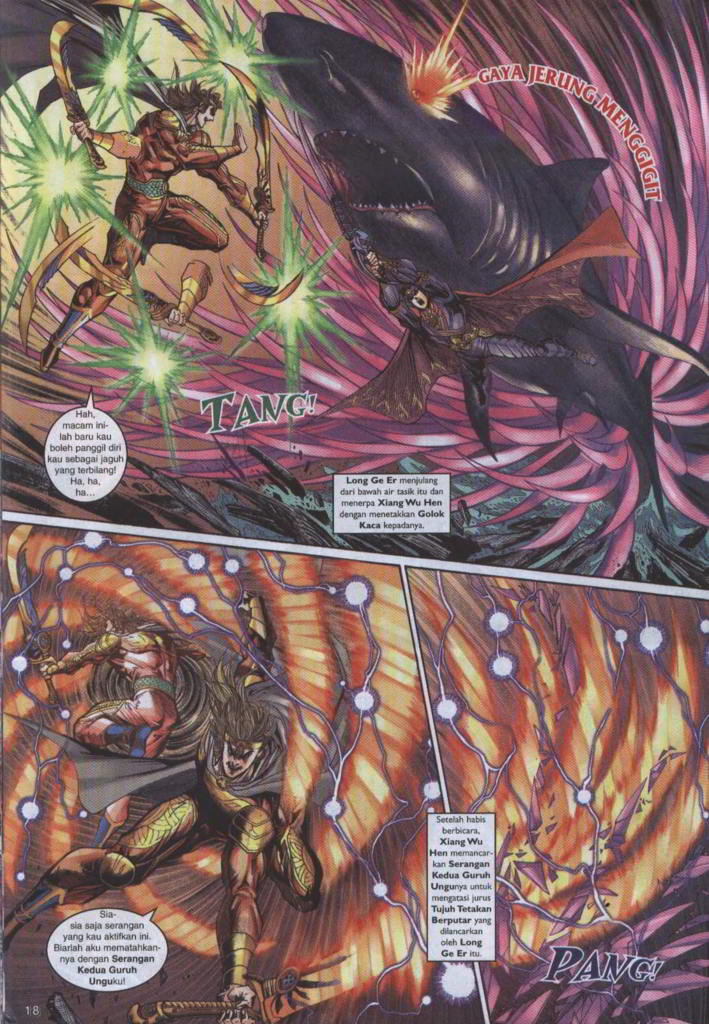 GAYA JERUNG MENGGIGIT
Hah,
macam ini-
lah baru kau
boleh panggil diri
kau sebagai jaguh
yang terbilang!
Ha, ha,
ha...
TANG!
Long Ge Er menjulang
dari bawah air tasik itu dan
menerpa Xiang Wu Hen
dengan menetakkan Golok
Kaca kepadanya.
Sia-
sia saja serangan
yang kau aktifkan ini.
Biarlah aku mematahkan-
nya dengan Serangan
Kedua Guruh
Unguku!
Setelah habis
berbicara,
Xiang Wu
Hen memancar-
kan Serangan
Kedua Guruh
Ungunya untuk
mengatasi jurus
Tujuh Tetakan
Berputar yang
dilancarkan
oleh Long
Ge Er itu.
PANG!
18